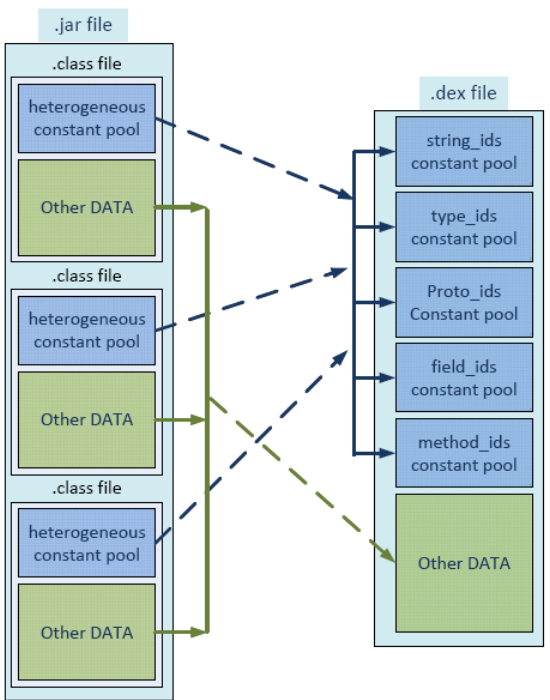 .jar file
.class file
heterogeneous
constant pool
Other DATA
.class file
heterogeneous
constant pool
Other DATA
.class file
heterogeneous
constant pool
Other DATA
.dex file
string_ids
constant pool
type_ids
constant pool
Proto_ids
Constant pool
field_ids
constant pool
method_ids
constant pool
Other DATA